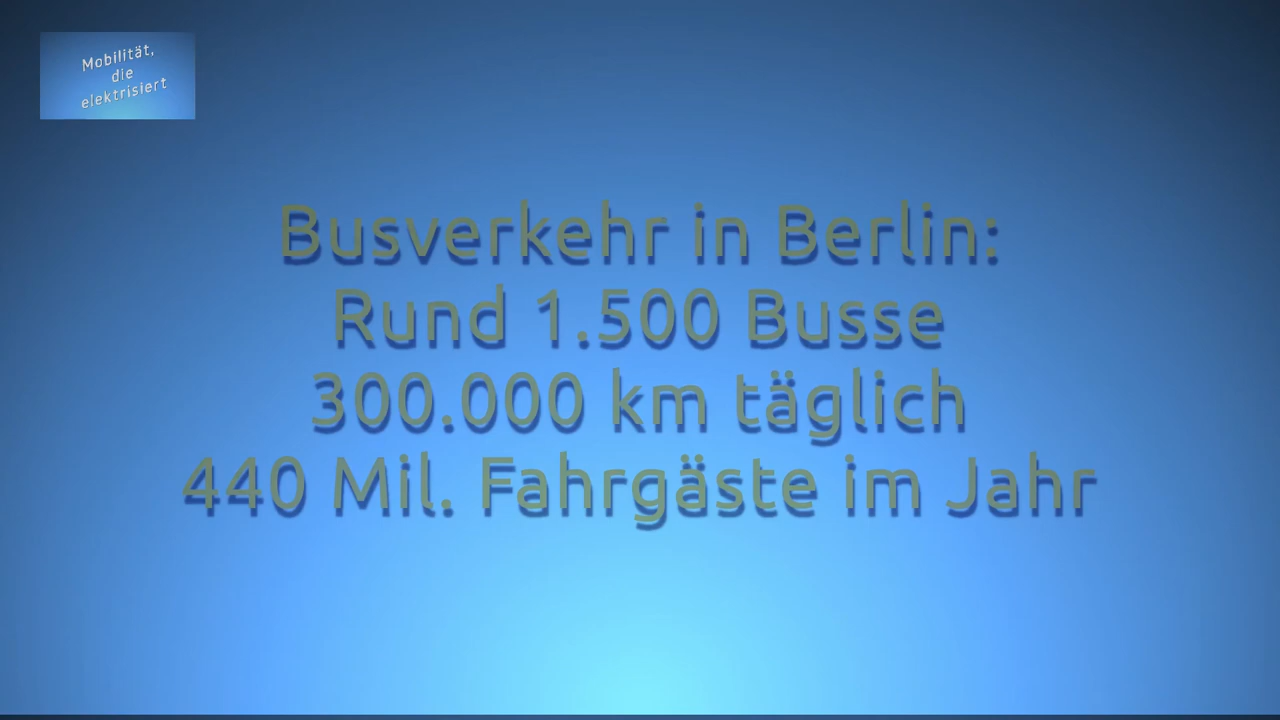 Mobilität,
die
elektrisiert
Busverkehr in Berlin:
Rund 1.500 Busse
300.000 km täglich
440 Mil. Fahrgäste im Jahr